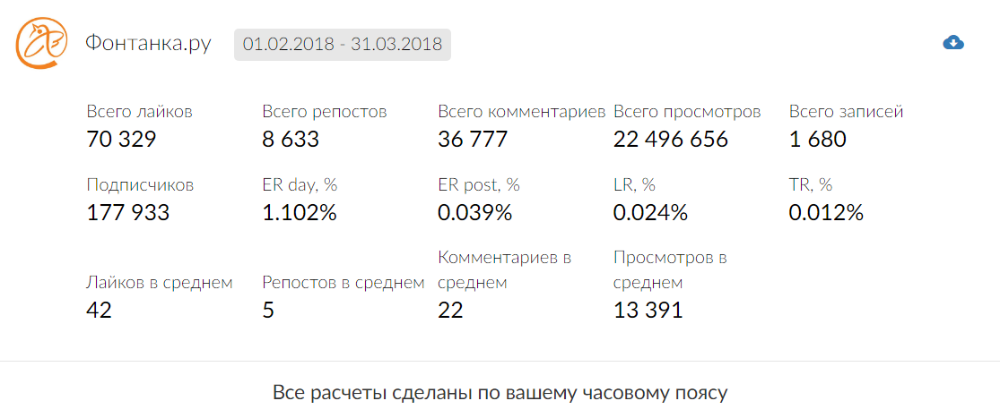 Фонтанка.ру 01.02.2018 - 31.03.2018
Всего лайков Всего репостов Всего комментариев Всего просмотров Всего записей
70 329 8 633 36 777 22 496 656 1 680
Подписчиков ER day, % ER post, % LR, % TR, %
177 933 1.102% 0.039% 0.024% 0.012%
Лайков в среднем Репостов в среднем Комментариев в среднем Просмотров в среднем
42 5 22 13 391
Все расчеты сделаны по вашему часовому поясу